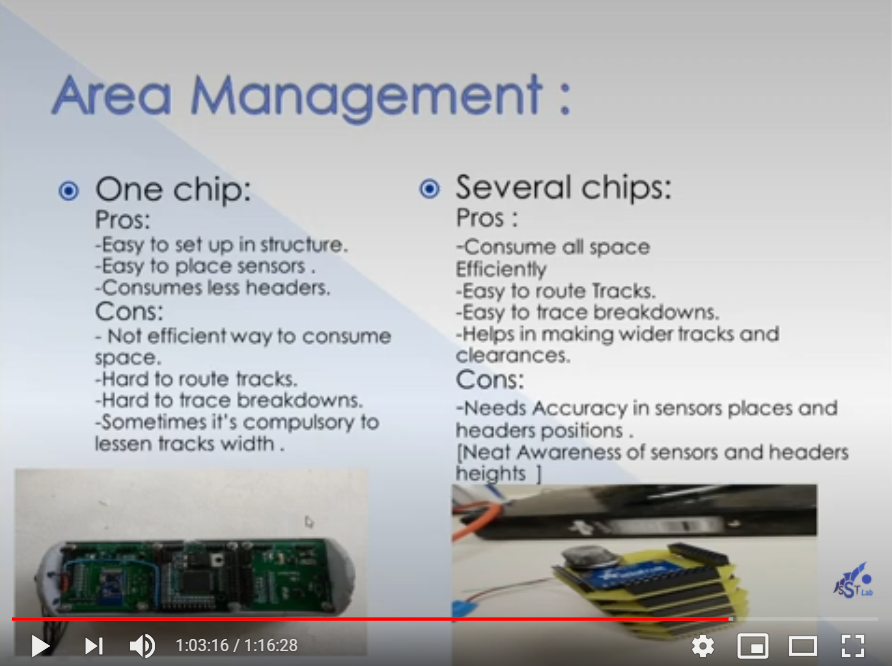 Area Management :
One chip:
Pros:
-Easy to set up in structure.
-Easy to place sensors .
-Consumes less headers.
Cons:
- Not efficient way to consume
space.
-Hard to route tracks.
-Hard to trace breakdowns.
-Sometimes it's compulsory to
lessen tracks width .
Several chips:
Pros :
-Consume all space
Efficiently
-Easy to route Tracks.
-Easy to trace breakdowns.
-Helps in making wider tracks and
clearances.
Cons:
-Needs Accuracy in sensors places and
headers positions .
[Neat Awareness of sensors and headers
heights ]
SST Lab
1:03:16 / 1:16:28